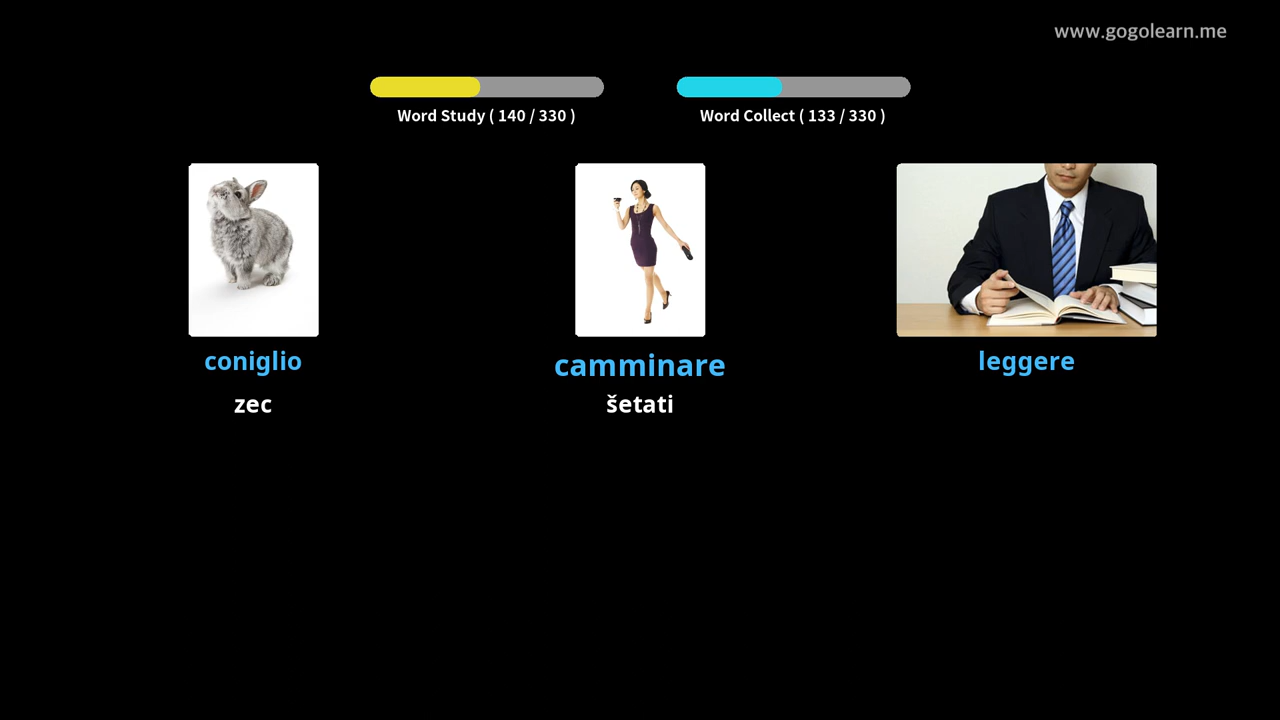 www.gogolearn.me
Word Study ( 140 / 330 )
Word Collect ( 133 / 330 )
coniglio
zec
camminare
šetati
leggere